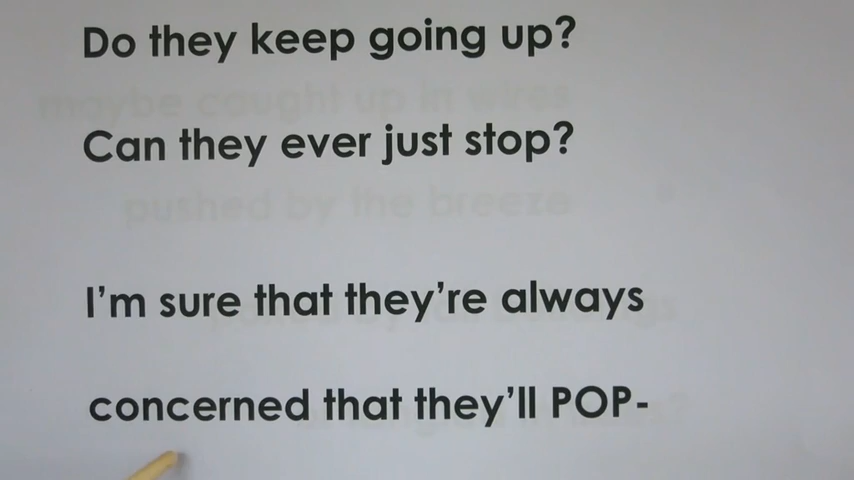 Do they keep going up?
maybe caught up in wires
Can they ever just stop?
pushed by the breeze
I'm sure that they're always
concerned that they'll POP-